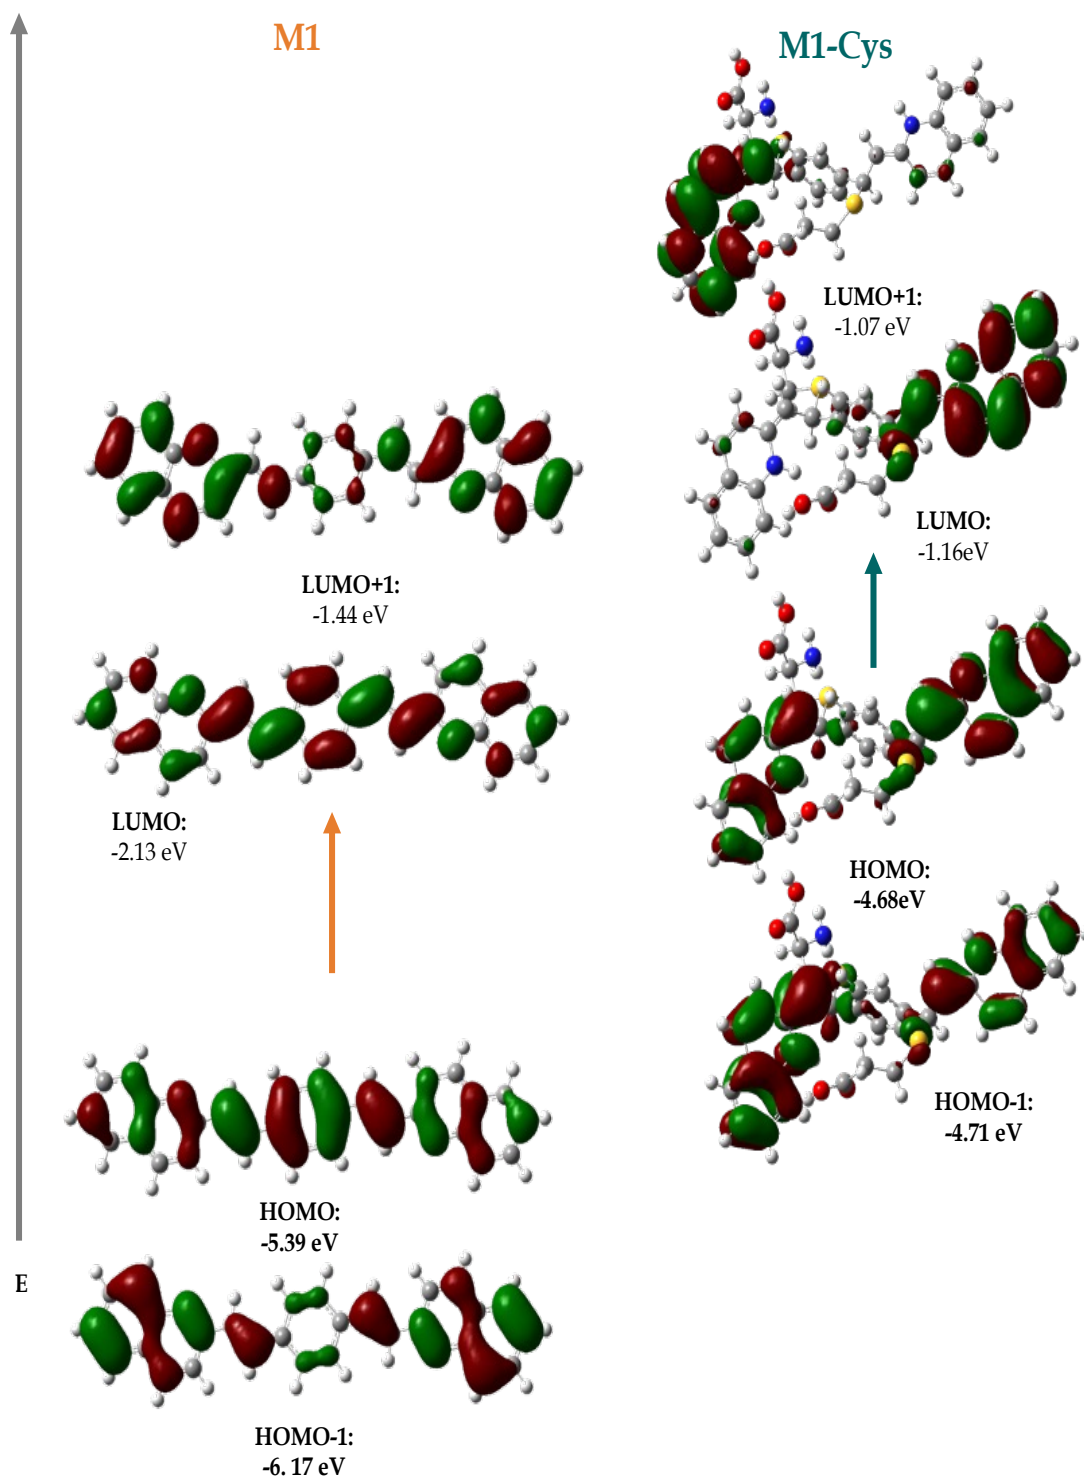 M1
M1-Cys
LUMO+1:
-1.07 eV
LUMO:
-1.16eV
LUMO+1:
-1.44 eV
LUMO:
-2.13 eV
HOMO:
-4.68eV
HOMO-1:
-4.71 eV
HOMO:
-5.39 eV
E
HOMO-1:
-6. 17 eV